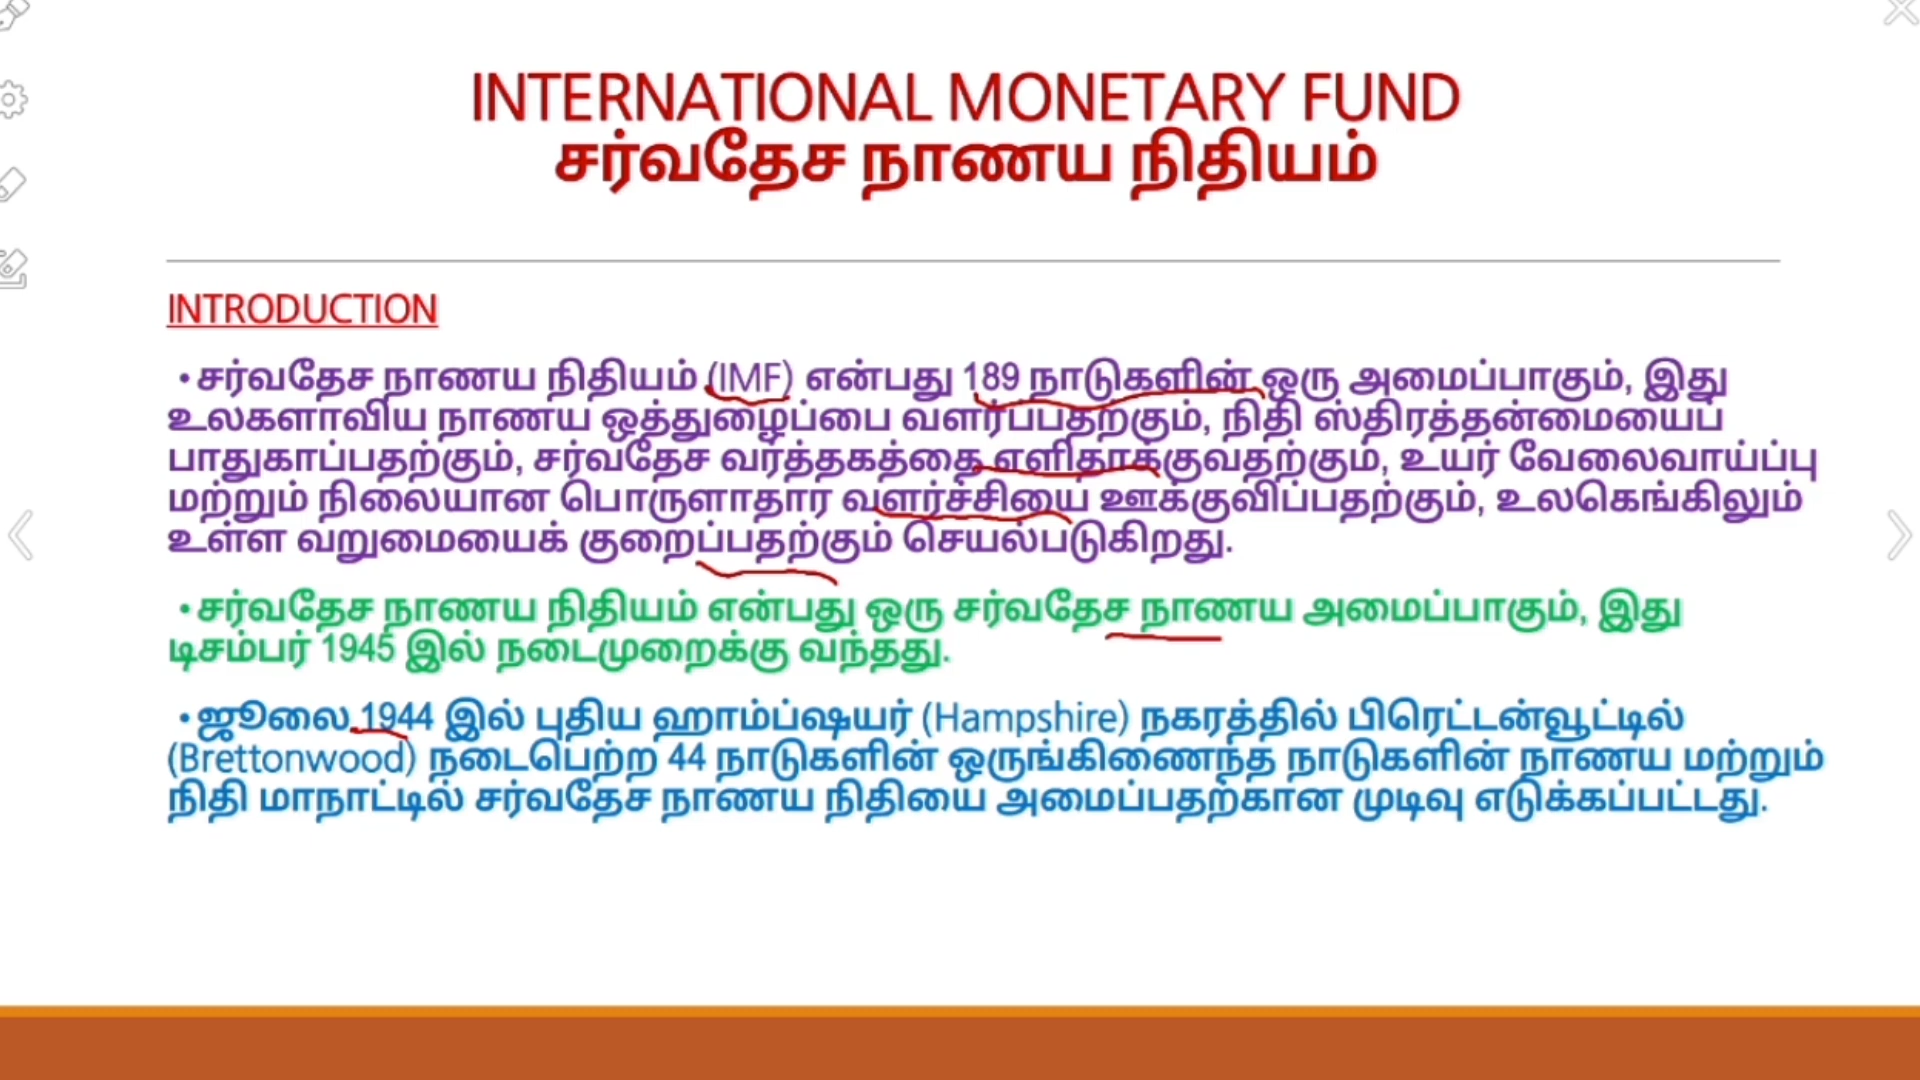 INTERNATIONAL MONETARY FUND
சர்வதேச நாணய நிதியம்
INTRODUCTION
•சர்வதேச நாணய நிதியம் (IMF) என்பது 189 நாடுகளின் ஒரு அமைப்பாகும், இது
உலகளாவிய நாணய ஒத்துழைப்பை வளர்ப்பதற்கும், நிதி ஸ்திரத்தன்மையைப்
பாதுகாப்பதற்கும், சர்வதேச வர்த்தகத்தை எளிதாக்குவதற்கும், உயர் வேலைவாய்ப்பு
மற்றும் நிலையான பொருளாதார வளர்ச்சியை ஊக்குவிப்பதற்கும், உலகெங்கிலும்
உள்ள வறுமையைக் குறைப்பதற்கும் செயல்படுகிறது.
•சர்வதேச நாணய நிதியம் என்பது ஒரு சர்வதேச நாணய அமைப்பாகும், இது
டிசம்பர் 1945 இல் நடைமுறைக்கு வந்தது.
•ஜூலை 1944 இல் புதிய ஹாம்ப்ஷயர் (Hampshire) நகரத்தில் பிரெட்டன்வூட்டில்
(Brettonwood) நடைபெற்ற 44 நாடுகளின் ஒருங்கிணைந்த நாடுகளின் நாணய மற்றும்
நிதி மாநாட்டில் சர்வதேச நாணய நிதியை அமைப்பதற்கான முடிவு எடுக்கப்பட்டது.